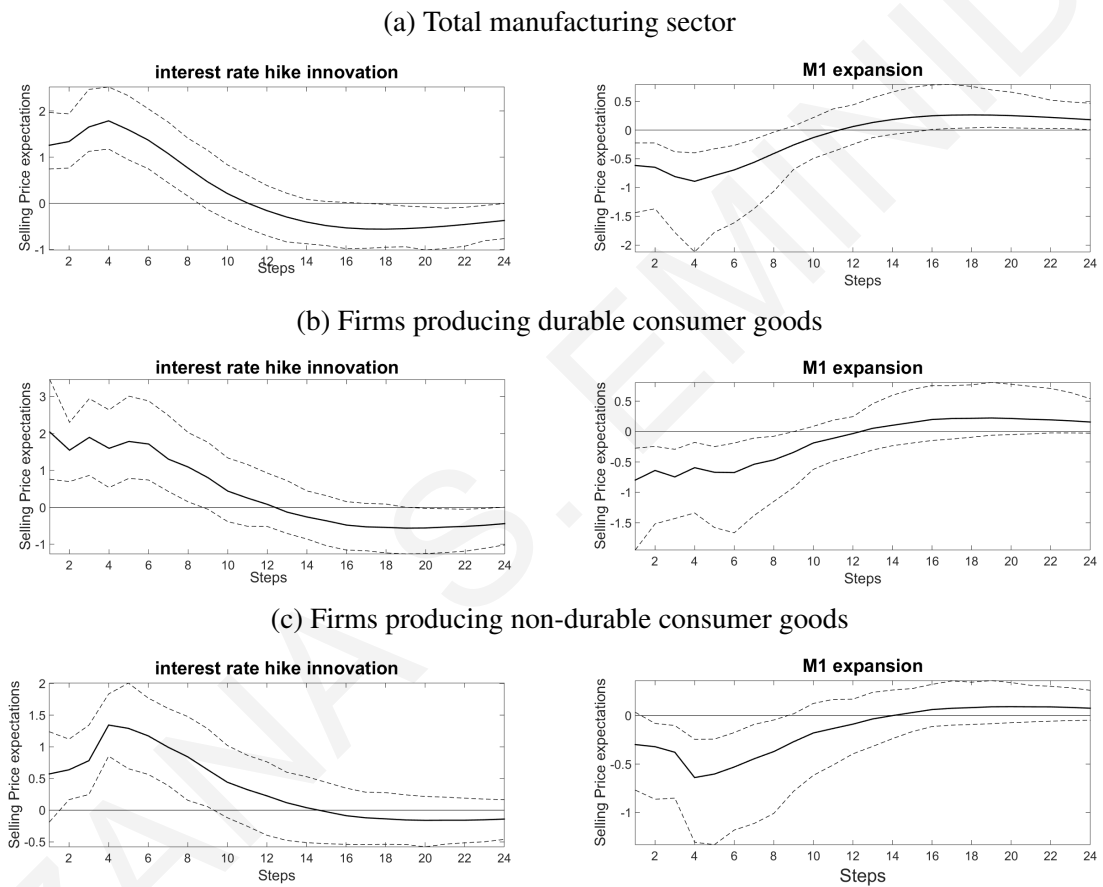 (a) Total manufacturing sector
interest rate hike innovation
Selling Price expectations
2
1
0
-1
2 4 6 8 10 12 14 16 18 20 22 24
Steps
M1 expansion
Selling Price expectations
0.5
0
-0.5
-1
-1.5
-2
2 4 6 8 10 12 14 16 18 20 22 24
Steps
(b) Firms producing durable consumer goods
interest rate hike innovation
Selling Price expectations
3
2
1
0
-1
2 4 6 8 10 12 14 16 18 20 22 24
Steps
M1 expansion
Selling Price expectations
0.5
0
-0.5
-1
-1.5
2 4 6 8 10 12 14 16 18 20 22 24
Steps
(c) Firms producing non-durable consumer goods
interest rate hike innovation
Selling Price expectations
2
1.5
1
0.5
0
-0.5
2 4 6 8 10 12 14 16 18 20 22 24
Steps
M1 expansion
Selling Price expectations
0
-0.5
-1
2 4 6 8 10 12 14 16 18 20 22 24
Steps